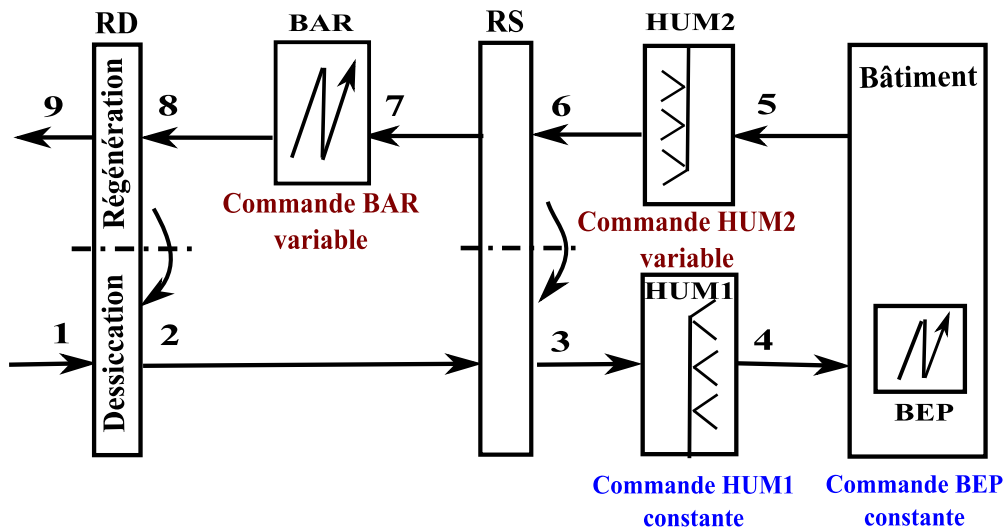 RD
BAR
RS
HUM2
Bâtiment
9
8
7
6
5
Régénération
Commande BAR
variable
Commande HUM2
variable
HUM1
Dessiccation
1
2
3
4
BEP
Commande HUM1
constante
Commande BEP
constante